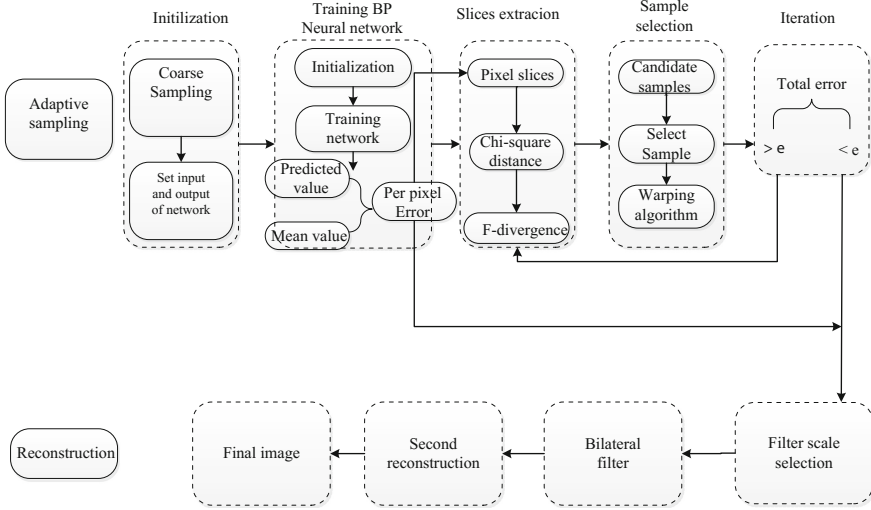 Initilization
Training BP
Neural network
Slices extracion
Sample
selection
Iteration
Adaptive
sampling
Coarse
Sampling
Set input
and output
of network
Initialization
Training
network
Predicted
value
Mean value
Per pixel
Error
Pixel slices
Chi-square
distance
F-divergence
Candidate
samples
Select
Sample
Warping
algorithm
Total error
> e
< e
Reconstruction
Final image
Second
reconstruction
Bilateral
filter
Filter scale
selection